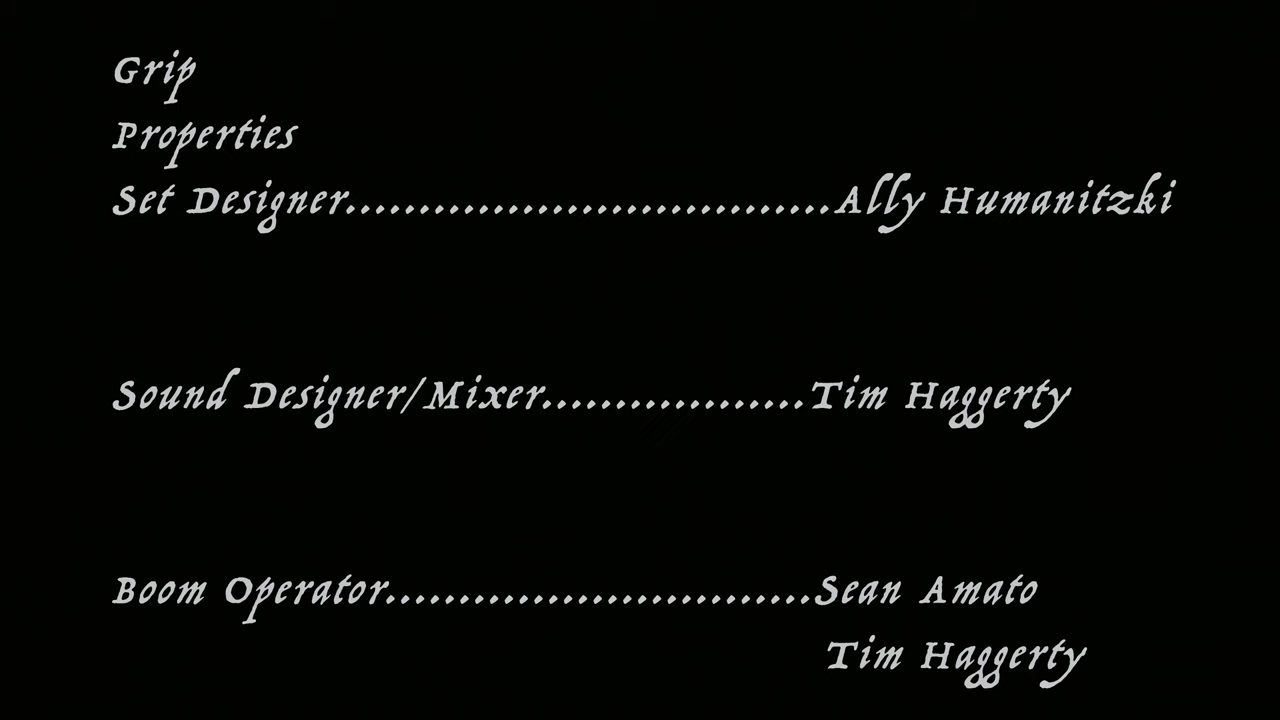 Grip
Properties
Set Designer.................................Ally Humanitzki
Sound Designer/Mixer..................Tim Haggerty
Boom Operator.............................Sean Amato
Tim Haggerty